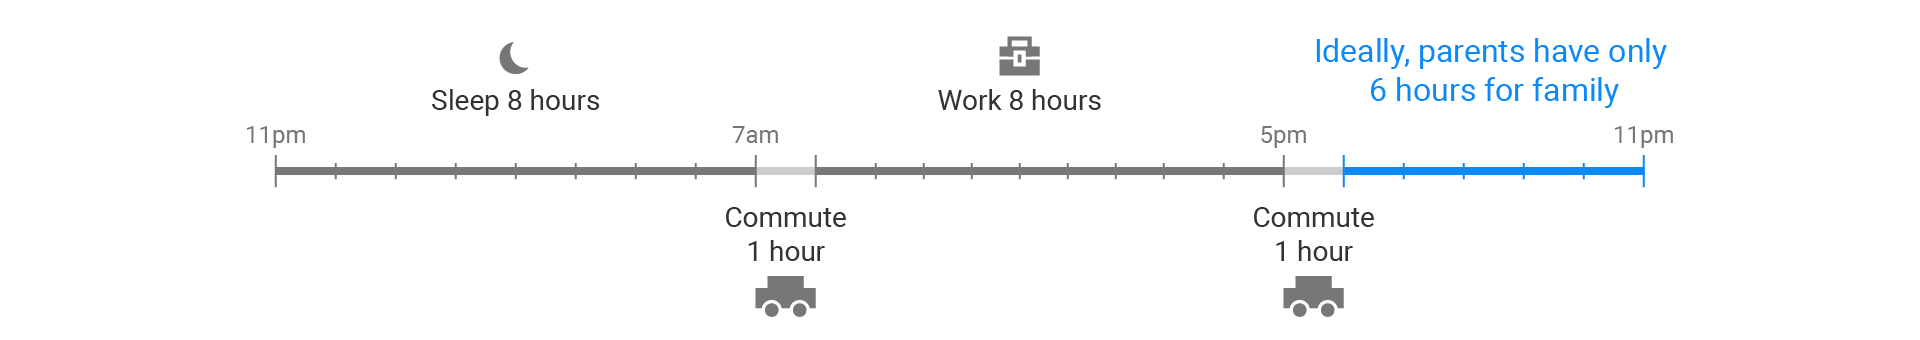 Sleep 8 hours
Work 8 hours
Ideally, parents have only
6 hours for family
11pm
7am
5pm
11pm
Commute
1 hour
Commute
1 hour